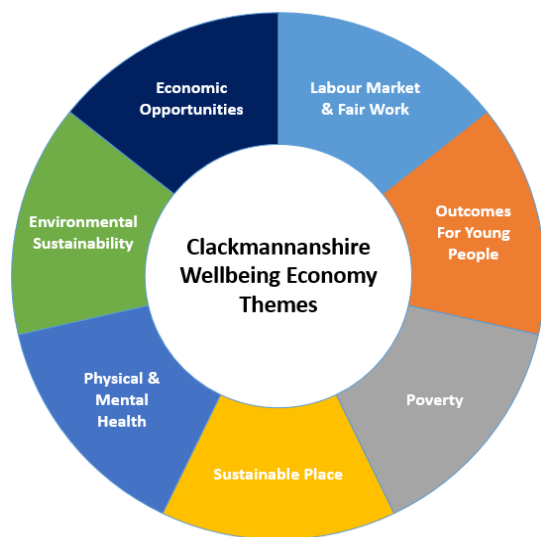 Clackmannanshire
Wellbeing Economy
Themes
Labour Market
& Fair Work
Outcomes
For Young
People
Poverty
Sustainable Place
Physical &
Mental
Health
Environmental
Sustainability
Economic
Opportunities